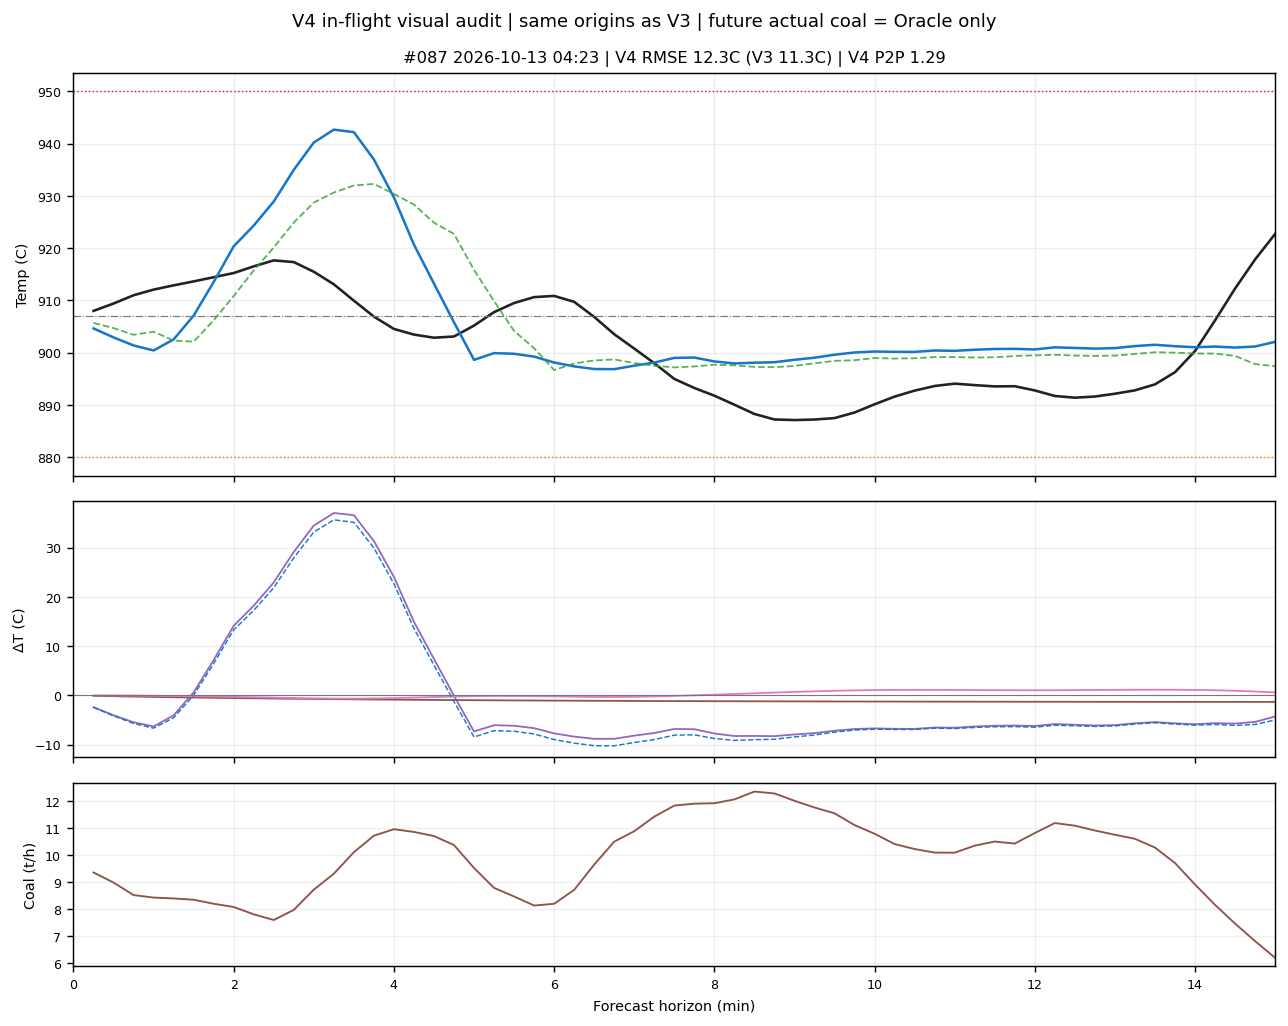 V4 in-flight visual audit | same origins as V3 | future actual coal = Oracle only
#087 2026-10-13 04:23 | V4 RMSE 12.3C (V3 11.3C) | V4 P2P 1.29
Temp (C)
950
940
930
920
910
900
890
880
ΔT (C)
30
20
10
0
−10
Coal (t/h)
12
11
10
9
8
7
6
0 2 4 6 8 10 12 14
Forecast horizon (min)